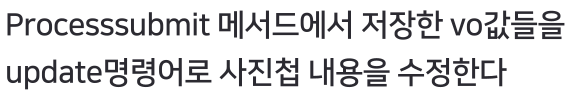 Processsubmit 메서드에서 저장한 vo값들을
update명령어로 사진첩 내용을 수정한다